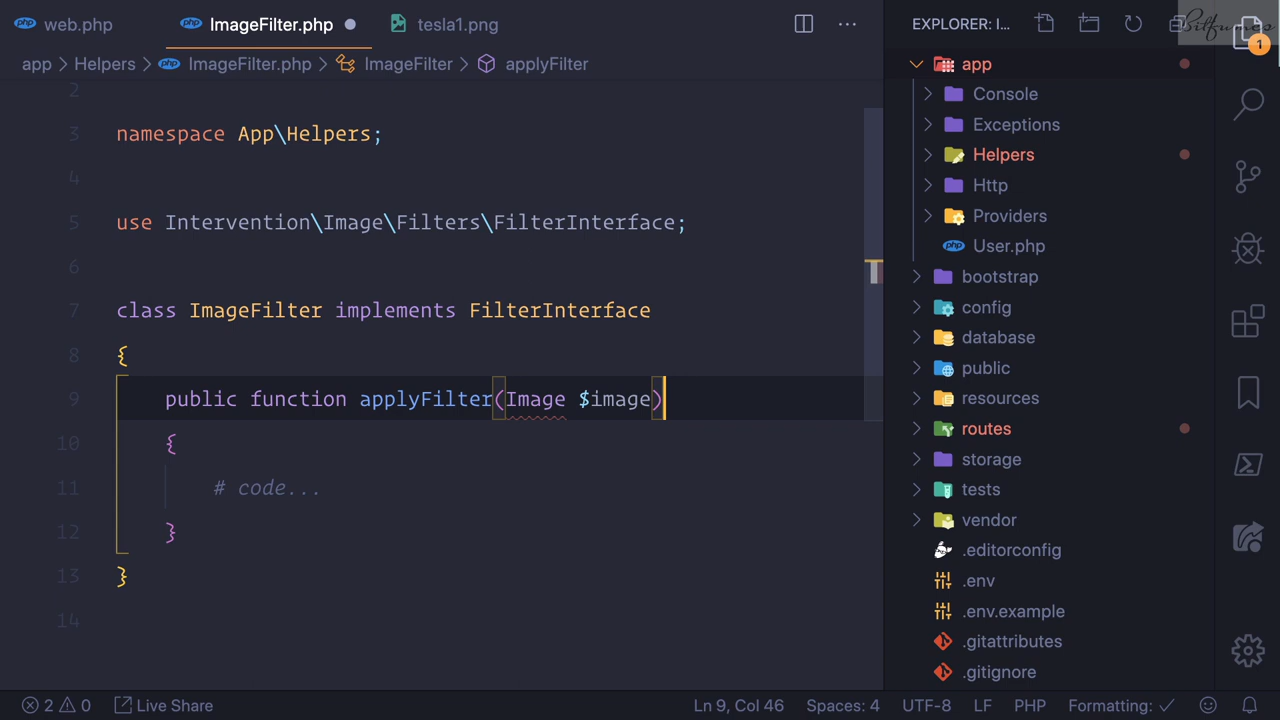 web.php
ImageFilter.php
tesla1.png
EXPLORER: I...
Bitfumes
1
app > Helpers > ImageFilter.php > ImageFilter > applyFilter
2
3 namespace App\Helpers;
4
5 use Intervention\Image\Filters\FilterInterface;
6
7 class ImageFilter implements FilterInterface
8 {
9 public function applyFilter(Image $image)
10 {
11 # code...
12 }
13 }
14
app
Console
Exceptions
Helpers
Http
Providers
php User.php
bootstrap
config
database
public
resources
routes
storage
tests
vendor
.editorconfig
.env
.env.example
.gitattributes
.gitignore
2 0 Live Share Ln 9, Col 46 Spaces: 4 UTF-8 LF PHP Formatting: ✓